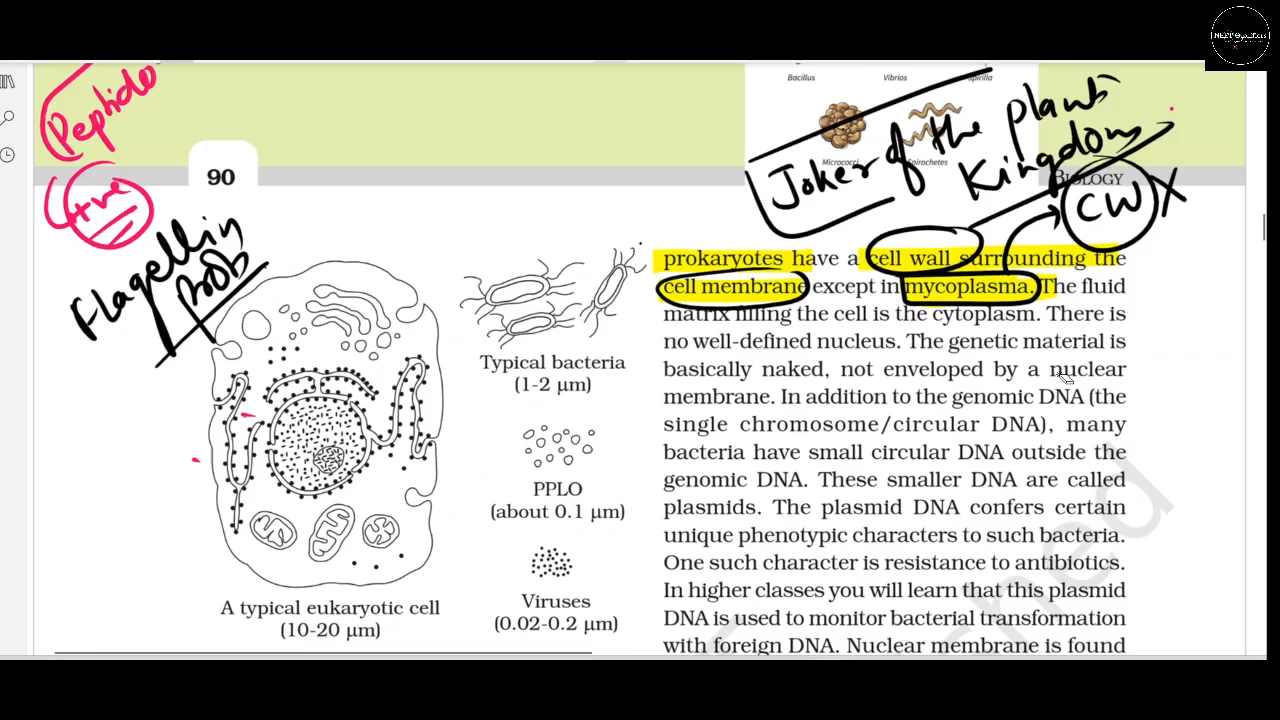 Bacillus
Vibrios
Spirilla
Micrococci
Spirochetes
Peptido
+ve
Flagellin
prob
Joker of the plant
Kingdom
CW X
90
BIOLOGY
prokaryotes have a cell wall surrounding the
cell membrane except in mycoplasma. The fluid
matrix filling the cell is the cytoplasm. There is
no well-defined nucleus. The genetic material is
basically naked, not enveloped by a nuclear
membrane. In addition to the genomic DNA (the
single chromosome/circular DNA), many
bacteria have small circular DNA outside the
genomic DNA. These smaller DNA are called
plasmids. The plasmid DNA confers certain
unique phenotypic characters to such bacteria.
One such character is resistance to antibiotics.
In higher classes you will learn that this plasmid
DNA is used to monitor bacterial transformation
with foreign DNA. Nuclear membrane is found
Typical bacteria
(1-2 µm)
PPLO
(about 0.1 µm)
Viruses
(0.02-0.2 µm)
A typical eukaryotic cell
(10-20 µm)